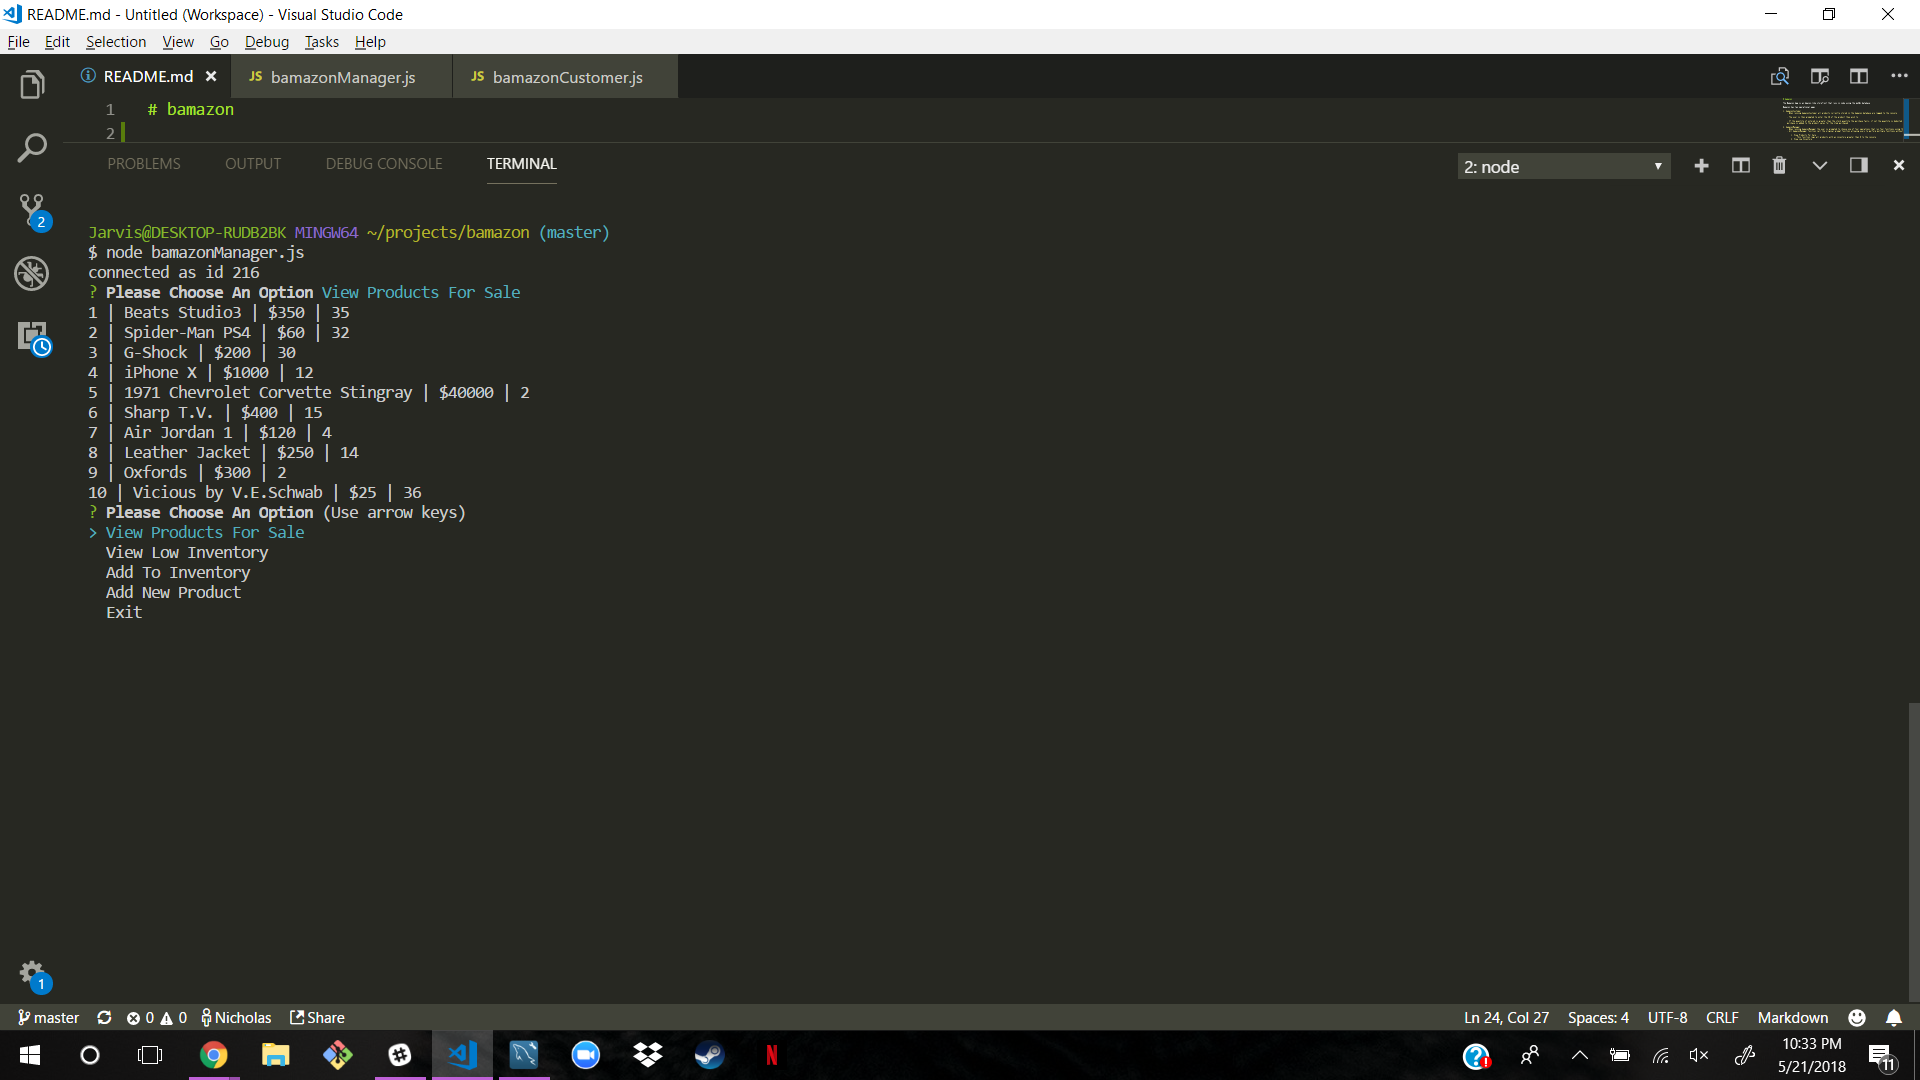 README.md - Untitled (Workspace) - Visual Studio Code
File Edit Selection View Go Debug Tasks Help
README.md JS bamazonManager.js JS bamazonCustomer.js
1 # bamazon
2
PROBLEMS OUTPUT DEBUG CONSOLE TERMINAL 2: node
Jarvis@DESKTOP-RUDB2BK MINGW64 ~/projects/bamazon (master)
$ node bamazonManager.js
connected as id 216
? Please Choose An Option View Products For Sale
1 | Beats Studio3 | $350 | 35
2 | Spider-Man PS4 | $60 | 32
3 | G-Shock | $200 | 30
4 | iPhone X | $1000 | 12
5 | 1971 Chevrolet Corvette Stingray | $40000 | 2
6 | Sharp T.V. | $400 | 15
7 | Air Jordan 1 | $120 | 4
8 | Leather Jacket | $250 | 14
9 | Oxfords | $300 | 2
10 | Vicious by V.E.Schwab | $25 | 36
? Please Choose An Option (Use arrow keys)
> View Products For Sale
View Low Inventory
Add To Inventory
Add New Product
Exit
2
1
master 0 0 Nicholas Share Ln 24, Col 27 Spaces: 4 UTF-8 CRLF Markdown
10:33 PM
5/21/2018
11